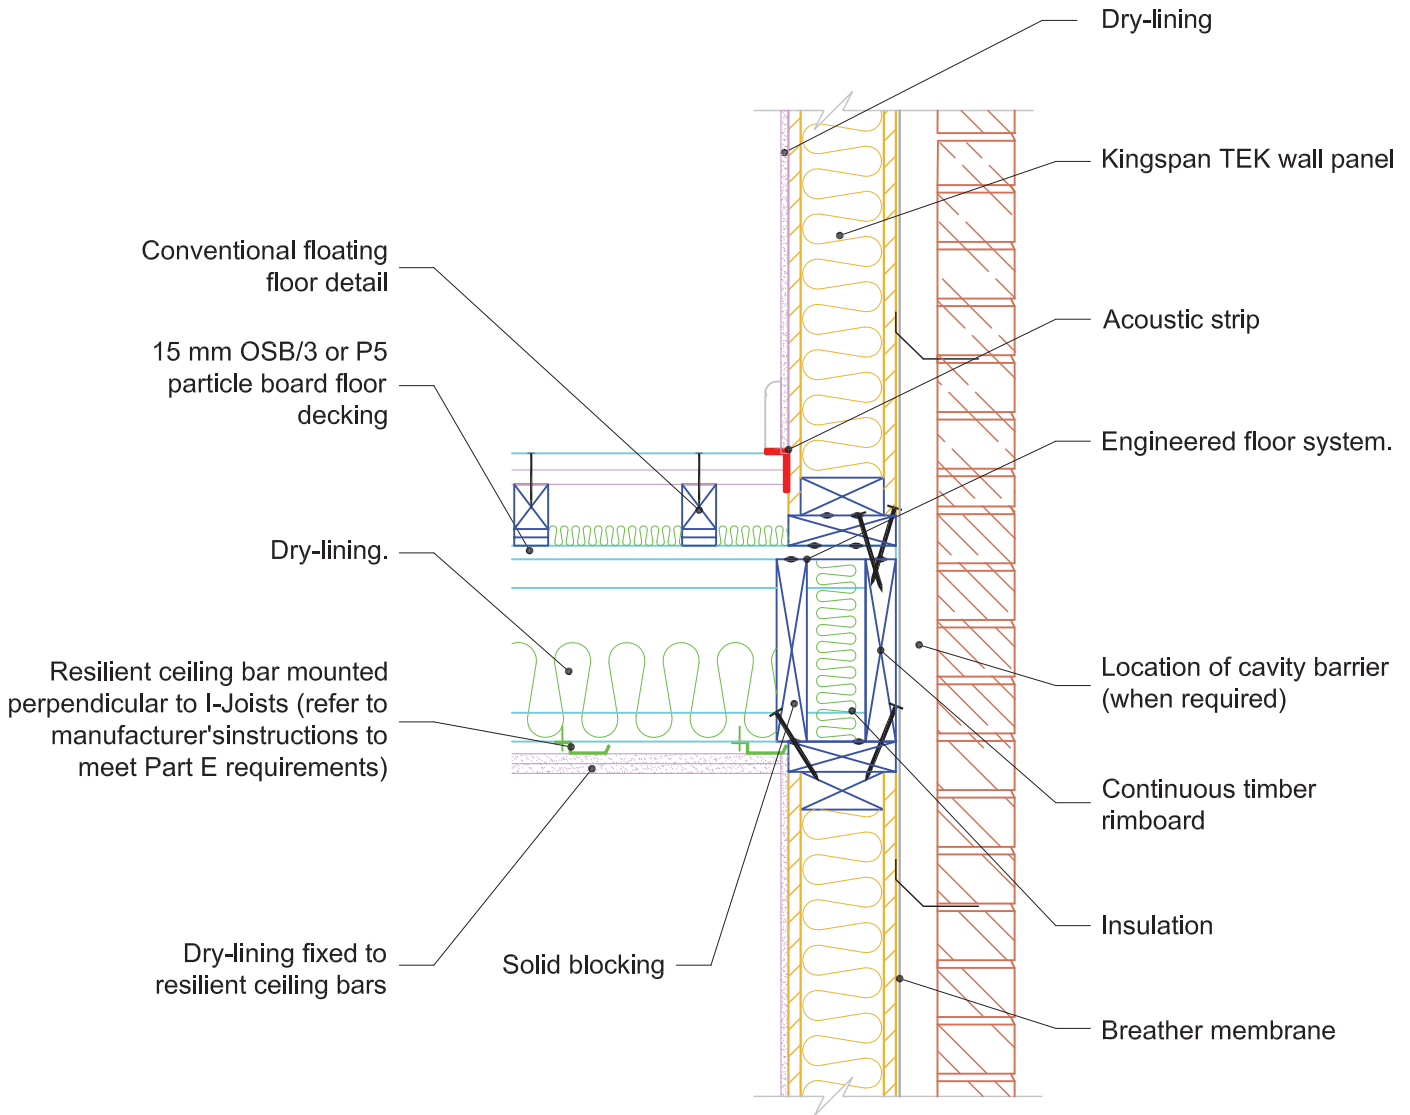 Dry-lining
Kingspan TEK wall panel
Conventional floating
floor detail
Acoustic strip
15 mm OSB/3 or P5
particle board floor
decking
Engineered floor system.
Dry-lining.
Resilient ceiling bar mounted
perpendicular to I-Joists (refer to
manufacturer'sinstructions to
meet Part E requirements)
Location of cavity barrier
(when required)
Continuous timber
rimboard
Insulation
Dry-lining fixed to
resilient ceiling bars
Solid blocking
Breather membrane